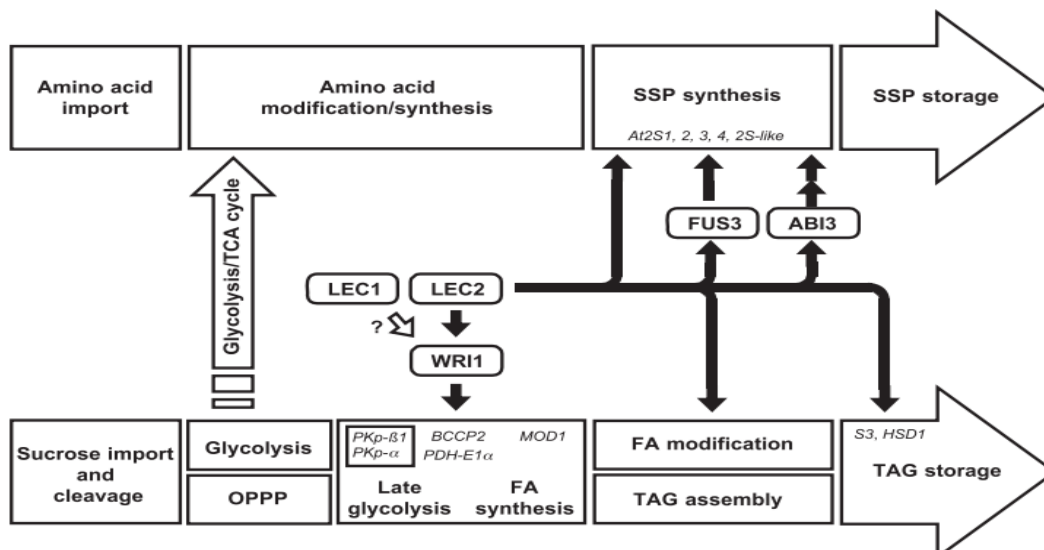 Amino acid
import
Amino acid
modification/synthesis
SSP synthesis
At2S1, 2, 3, 4, 2S-like
SSP storage
Glycolysis/TCA cycle
FUS3
ABI3
LEC1
LEC2
?
WRI1
Sucrose import
and
cleavage
Glycolysis
OPPP
PKp-ß1
PKp-α
BCCP2
PDH-E1α
MOD1
Late
glycolysis
FA
synthesis
FA modification
TAG assembly
S3, HSD1
TAG storage